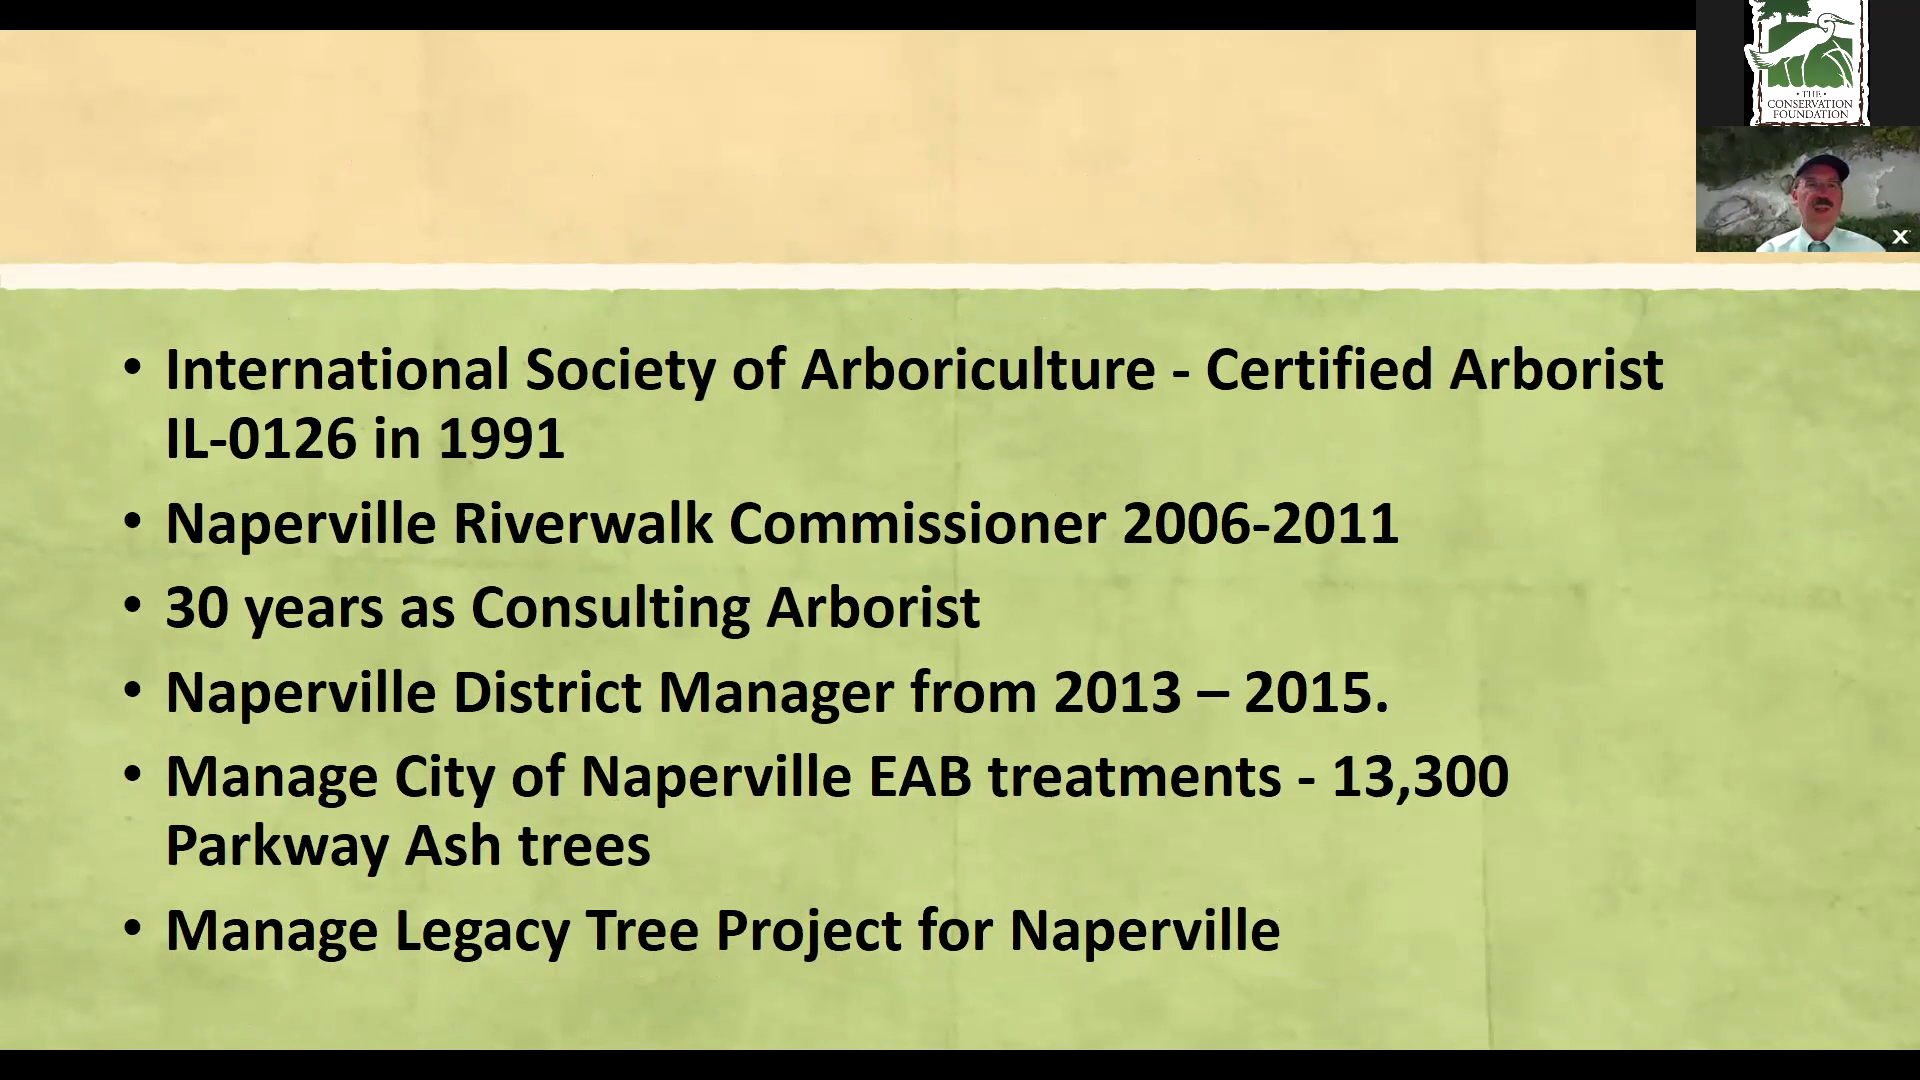 • THE •
CONSERVATION
FOUNDATION
X
• International Society of Arboriculture - Certified Arborist
IL-0126 in 1991
• Naperville Riverwalk Commissioner 2006-2011
• 30 years as Consulting Arborist
• Naperville District Manager from 2013 – 2015.
• Manage City of Naperville EAB treatments - 13,300
Parkway Ash trees
• Manage Legacy Tree Project for Naperville